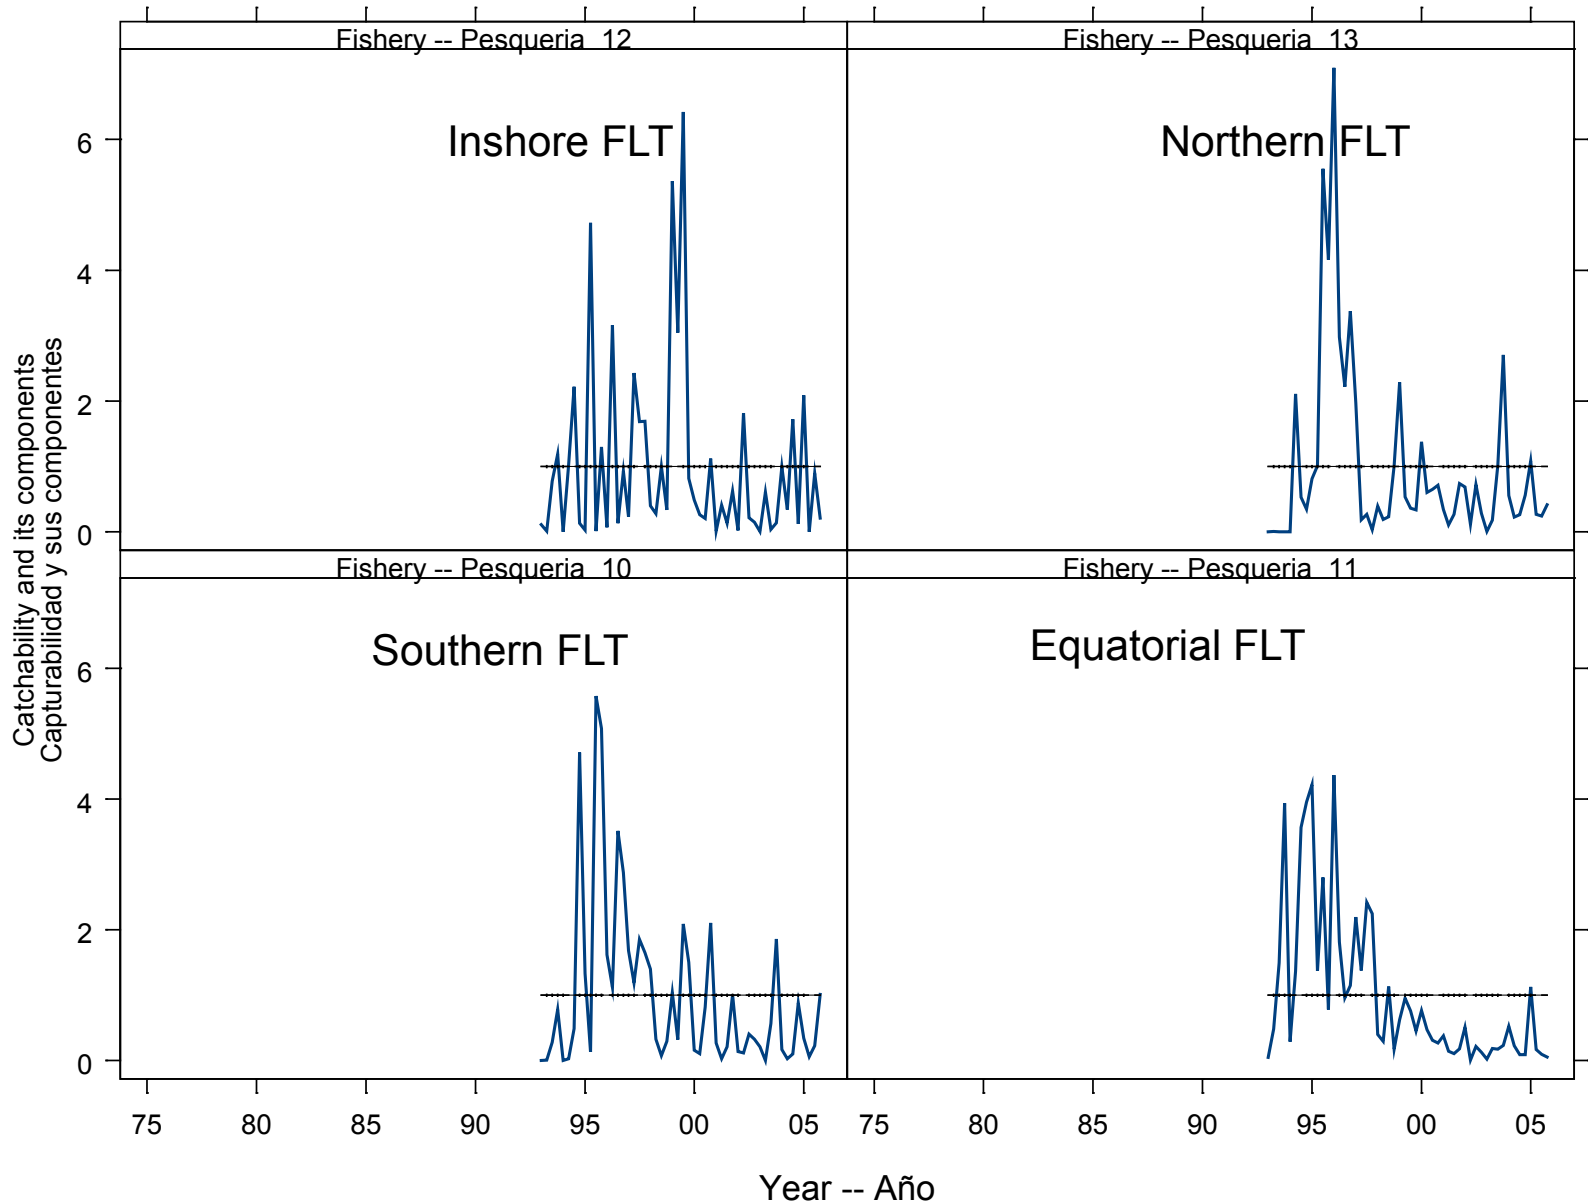 Fishery -- Pesqueria 12
Fishery -- Pesqueria 13
Inshore FLT
Northern FLT
6
4
2
0
Fishery -- Pesqueria 10
Fishery -- Pesqueria 11
Southern FLT
Equatorial FLT
6
4
2
0
Catchability and its components
Capturabilidad y sus componentes
75 80 85 90 95 00 05 75 80 85 90 95 00 05
Year -- Año